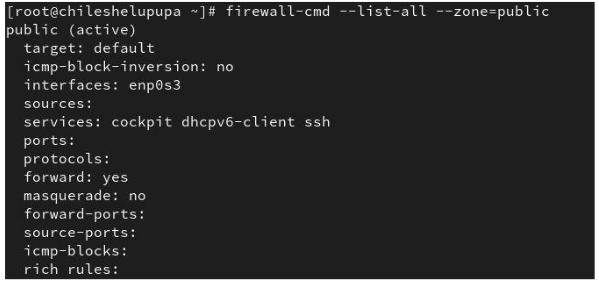 [root@chileshelupupa ~]# firewall-cmd --list-all --zone=public
public (active)
  target: default
  icmp-block-inversion: no
  interfaces: enp0s3
  sources:
  services: cockpit dhcpv6-client ssh
  ports:
  protocols:
  forward: yes
  masquerade: no
  forward-ports:
  source-ports:
  icmp-blocks:
  rich rules: